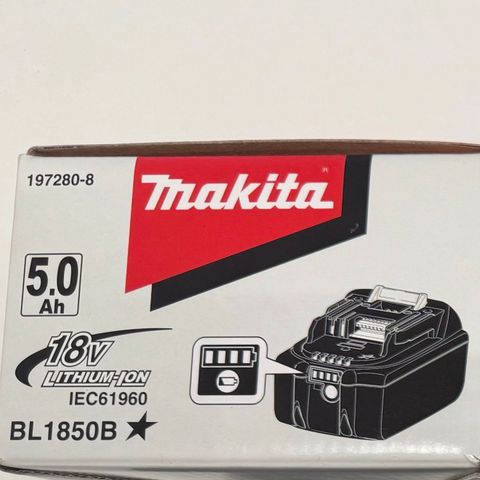 197280-8
makita
5.0
Ah
18V
LITHIUM-ION
IEC61960
BL1850B ★